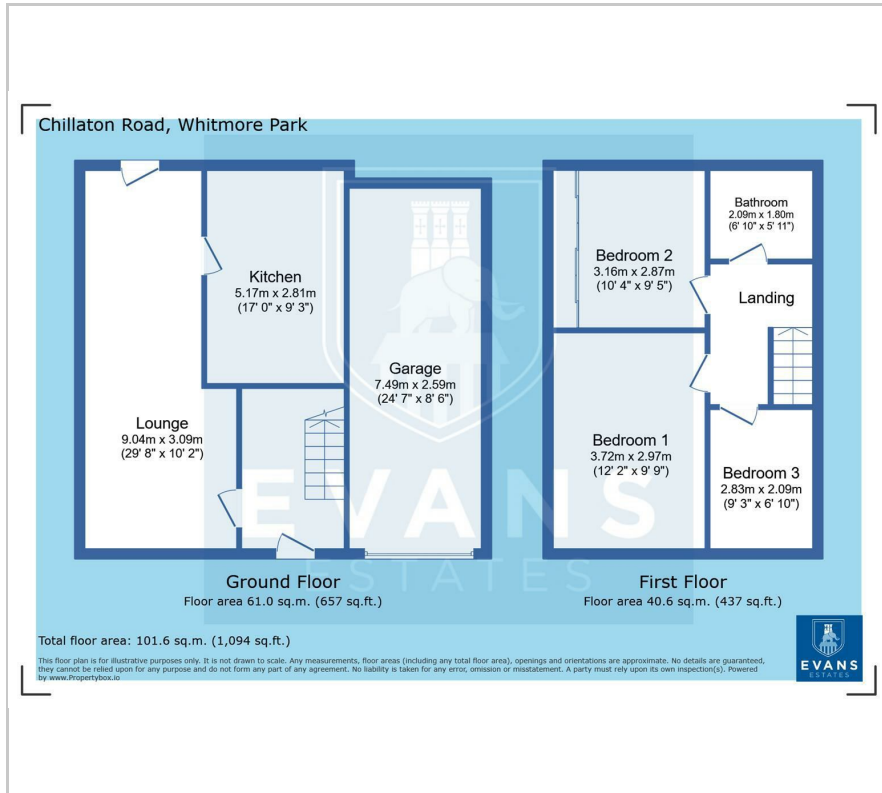 Chillaton Road, Whitmore Park
Kitchen
5.17m x 2.81m
(17' 0" x 9' 3")
Garage
7.49m x 2.59m
(24' 7" x 8' 6")
Lounge
9.04m x 3.09m
(29' 8" x 10' 2")
Bathroom
2.09m x 1.80m
(6' 10" x 5' 11")
Bedroom 2
3.16m x 2.87m
(10' 4" x 9' 5")
Landing
Bedroom 1
3.72m x 2.97m
(12' 2" x 9' 9")
Bedroom 3
2.83m x 2.09m
(9' 3" x 6' 10")
EVANS
ESTATES
Ground Floor
Floor area 61.0 sq.m. (657 sq.ft.)
First Floor
Floor area 40.6 sq.m. (437 sq.ft.)
Total floor area: 101.6 sq.m. (1,094 sq.ft.)
This floor plan is for illustrative purposes only. It is not drawn to scale. Any measurements, floor areas (including any total floor area), openings and orientations are approximate. No details are guaranteed,
they cannot be relied upon for any purpose and do not form any part of any agreement. No liability is taken for any error, omission or misstatement. A party must rely upon its own inspection(s). Powered
by www.Propertybox.io
EVANS
ESTATES